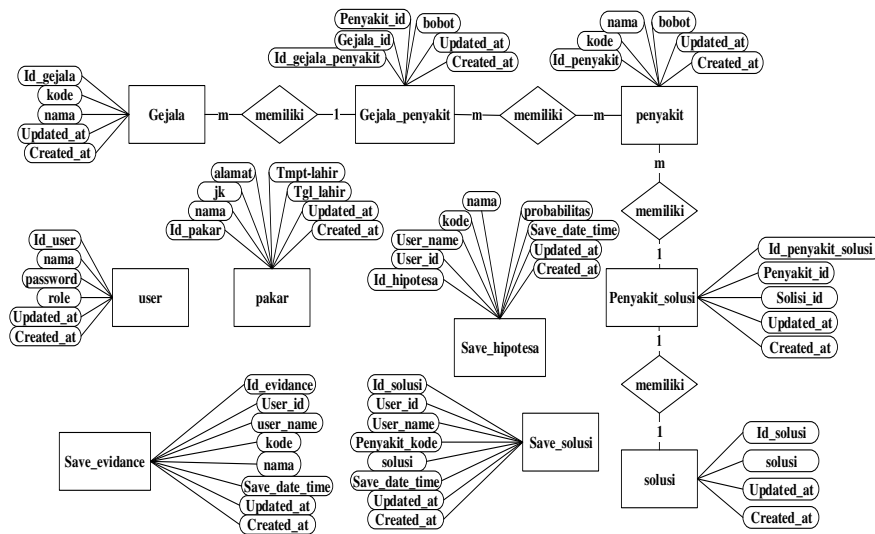 Penyakit_id
bobot
Gejala_id
Updated_at
Id_gejala_penyakit
Created_at
nama
bobot
kode
Updated_at
Id_penyakit
Created_at
Id_gejala
kode
nama
Updated_at
Created_at
Gejala
m
memiliki
1
Gejala_penyakit
m
memiliki
m
penyakit
m
memiliki
1
alamat
Tmpt-lahir
jk
Tgl_lahir
nama
Updated_at
Id_pakar
Created_at
pakar
nama
kode
probabilitas
User_name
Save_date_time
User_id
Updated_at
Id_hipotesa
Created_at
Save_hipotesa
Id_user
nama
password
role
Updated_at
Created_at
user
Penyakit_solusi
Id_penyakit_solusi
Penyakit_id
Solisi_id
Updated_at
Created_at
1
memiliki
1
Id_evidance
User_id
user_name
kode
nama
Save_date_time
Updated_at
Created_at
Save_evidance
Id_solusi
User_id
User_name
Penyakit_kode
solusi
Save_date_time
Updated_at
Created_at
Save_solusi
solusi
Id_solusi
solusi
Updated_at
Created_at